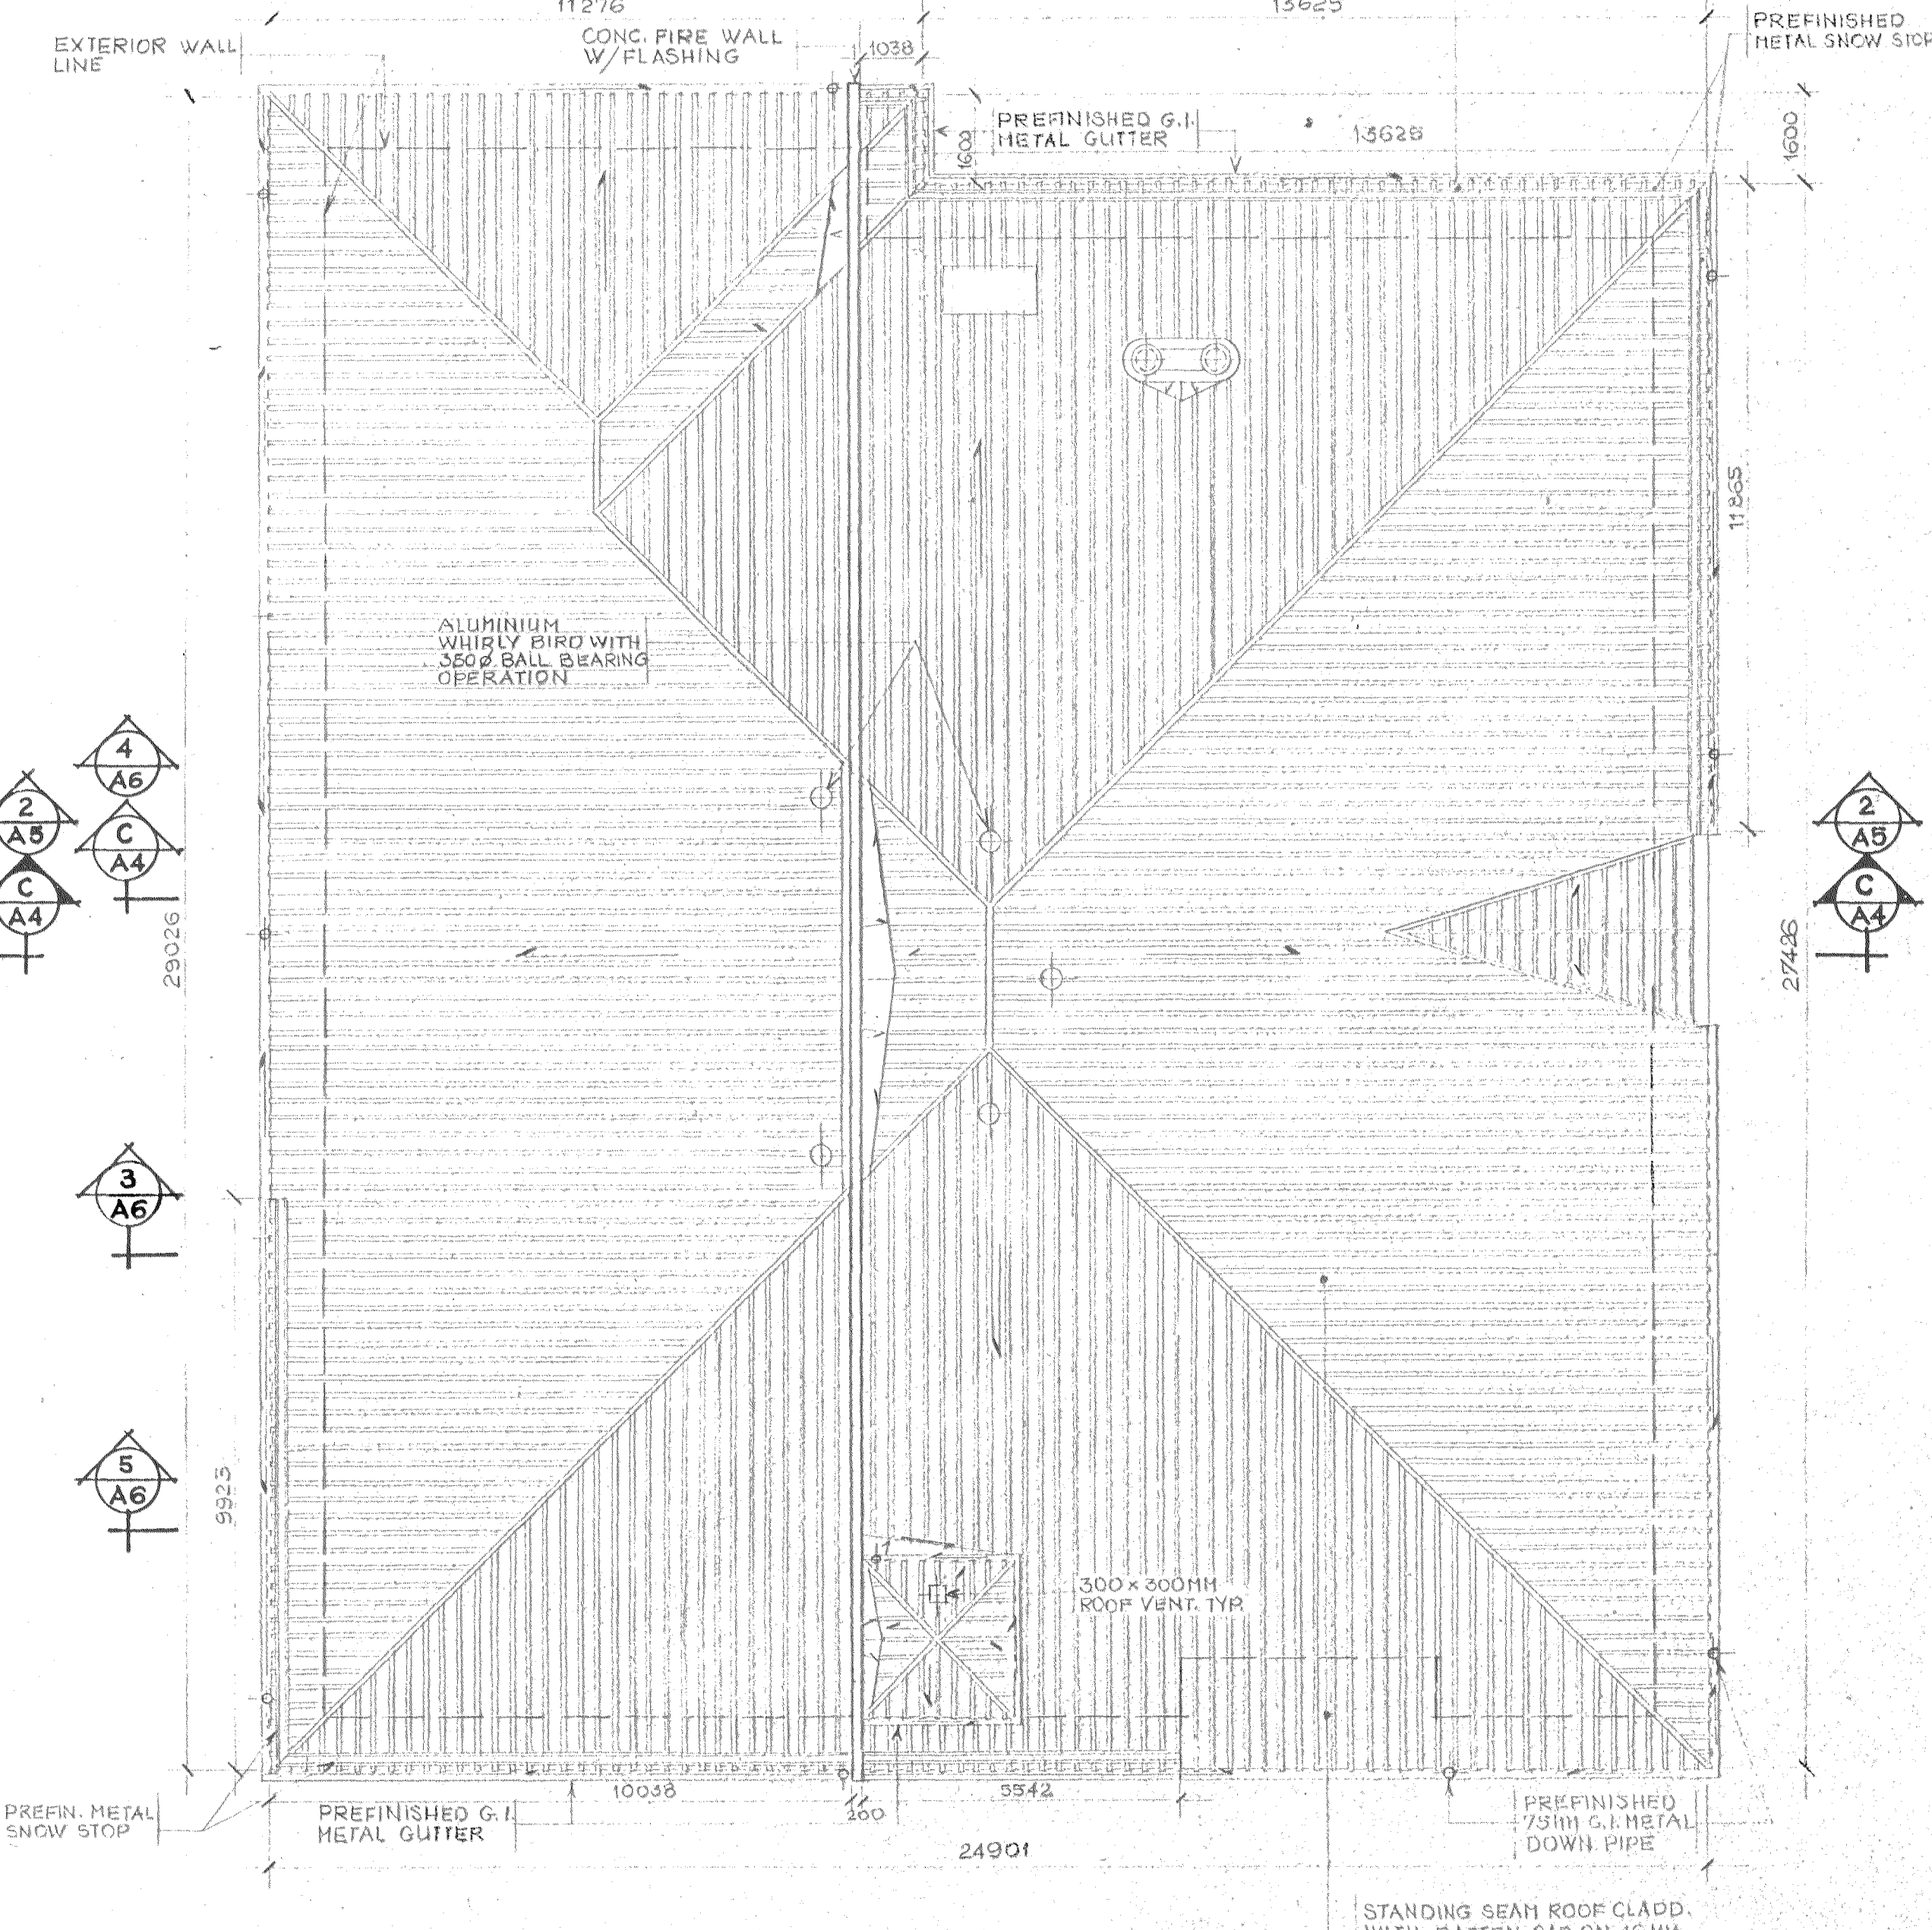 11276
13625
EXTERIOR WALL
LINE
CONC. FIRE WALL
W/FLASHING
1038
PREFINISHED
METAL SNOW STOP
PREFINISHED G.I.
METAL GUTTER
1600
13625
1600
11865
ALUMINIUM
WHIRLY BIRD WITH
350Ø BALL BEARING
OPERATION
4
A6
2
A5
C
A4
C
A4
2
A5
C
A4
29026
27426
3
A6
5
A6
9923
300 x 300MM
ROOF VENT. TYP.
10038
260
5542
PREFIN. METAL
SNOW STOP
PREFINISHED G.I.
METAL GUTTER
24901
PREFINISHED
75MM G.I. METAL
DOWN PIPE
STANDING SEAM ROOF CLADD.